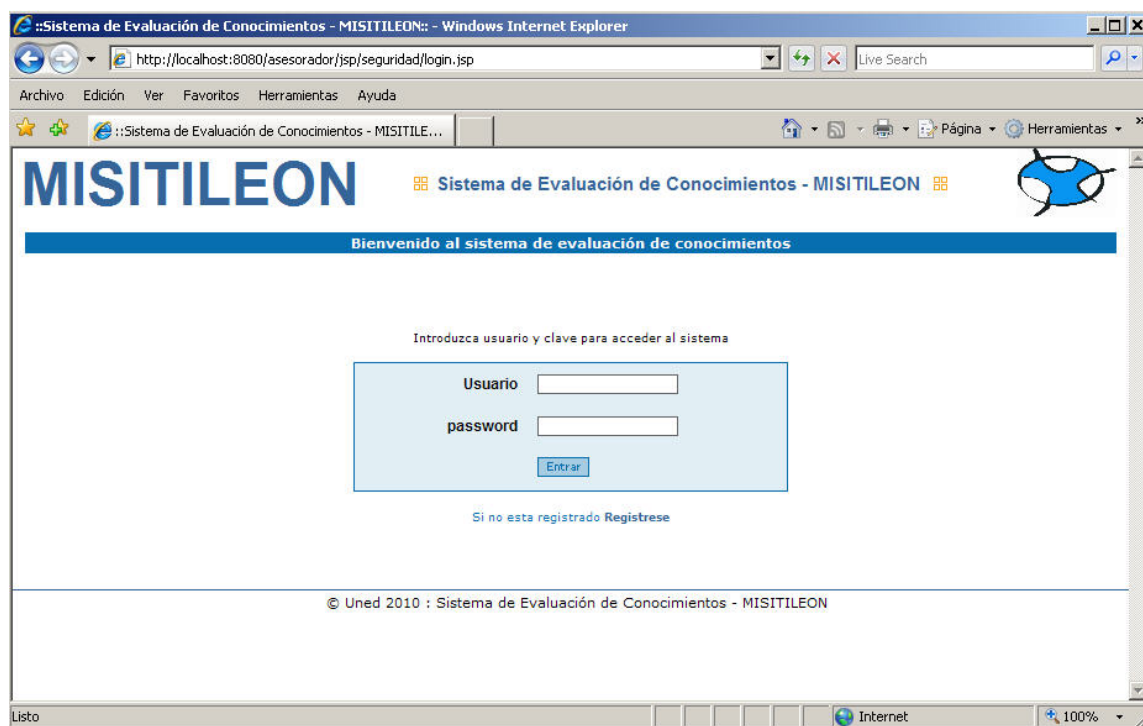 ::Sistema de Evaluación de Conocimientos - MISITILEON:: - Windows Internet Explorer
http://localhost:8080/asesorador/jsp/seguridad/login.jsp
Live Search
Archivo Edición Ver Favoritos Herramientas Ayuda
::Sistema de Evaluación de Conocimientos - MISITILE...
Página
Herramientas
MISITILEON
Sistema de Evaluación de Conocimientos - MISITILEON
Bienvenido al sistema de evaluación de conocimientos
Introduzca usuario y clave para acceder al sistema
Usuario
password
Entrar
Si no esta registrado Registrese
© Uned 2010 : Sistema de Evaluación de Conocimientos - MISITILEON
Listo
Internet
100%